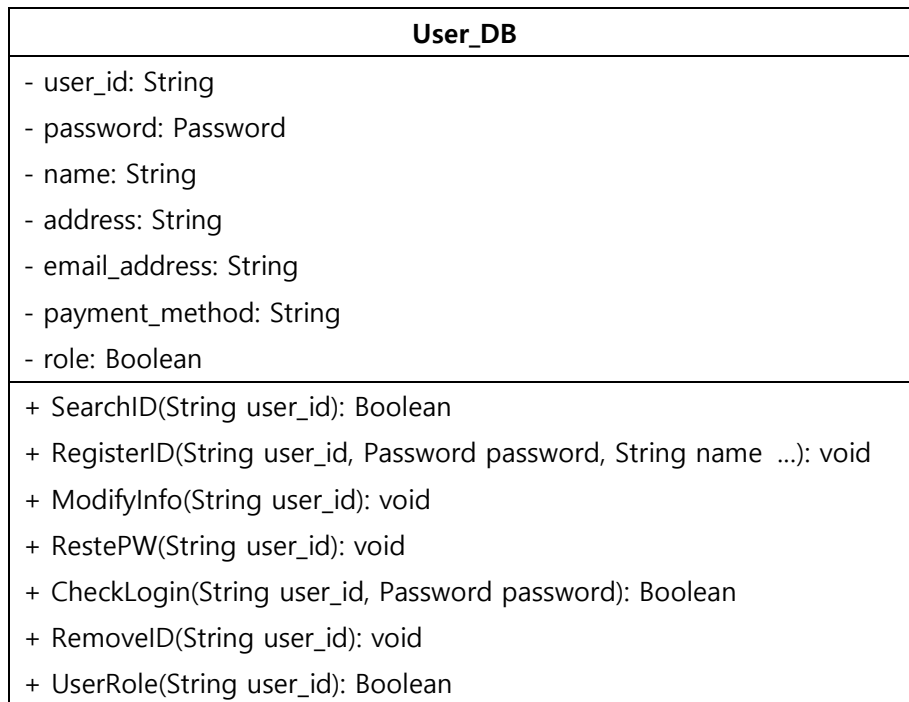 User_DB
- user_id: String
- password: Password
- name: String
- address: String
- email_address: String
- payment_method: String
- role: Boolean
+ SearchID(String user_id): Boolean
+ RegisterID(String user_id, Password password, String name ...): void
+ ModifyInfo(String user_id): void
+ RestePW(String user_id): void
+ CheckLogin(String user_id, Password password): Boolean
+ RemoveID(String user_id): void
+ UserRole(String user_id): Boolean